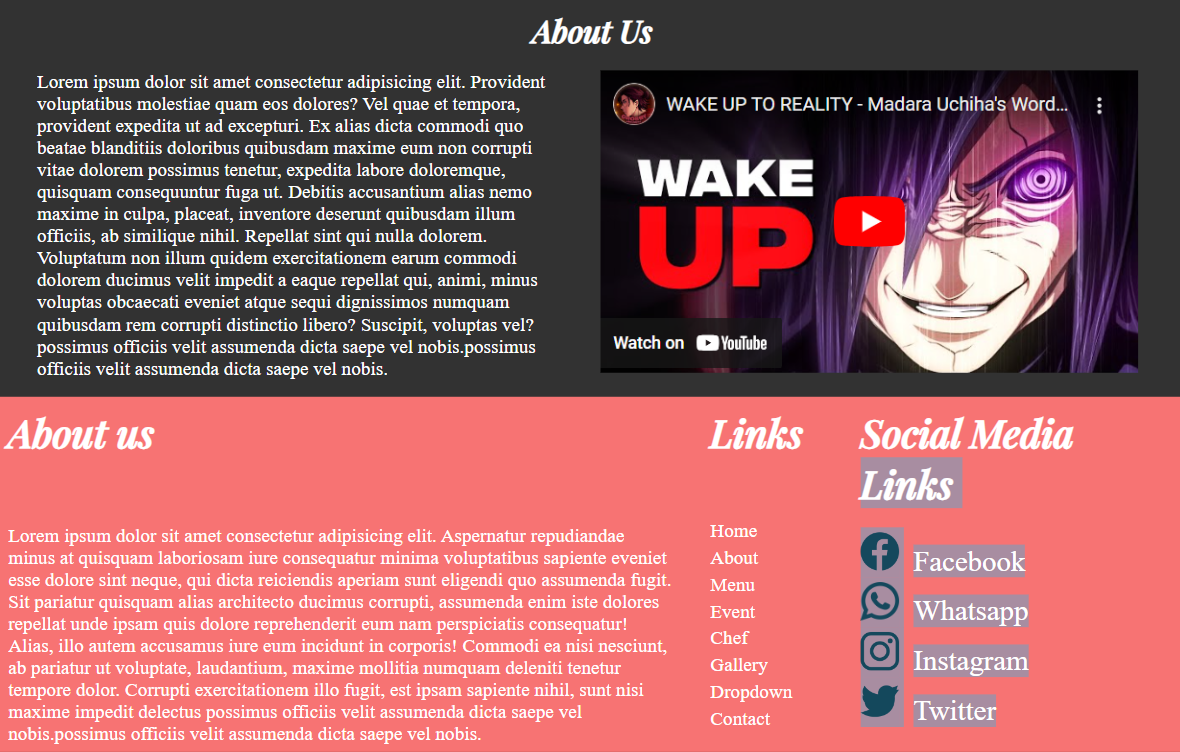 About Us
Lorem ipsum dolor sit amet consectetur adipisicing elit. Provident
voluptatibus molestiae quam eos dolores? Vel quae et tempora,
provident expedita ut ad excepturi. Ex alias dicta commodi quo
beatae blanditiis doloribus quibusdam maxime eum non corrupti
vitae dolorem possimus tenetur, expedita labore doloremque,
quisquam consequuntur fuga ut. Debitis accusantium alias nemo
maxime in culpa, placeat, inventore deserunt quibusdam illum
officiis, ab similique nihil. Repellat sint qui nulla dolorem.
Voluptatum non illum quidem exercitationem earum commodi
dolorem ducimus velit impedit a eaque repellat qui, animi, minus
voluptas obcaecati eveniet atque sequi dignissimos numquam
quibusdam rem corrupti distinctio libero? Suscipit, voluptas vel?
possimus officiis velit assumenda dicta saepe vel nobis.possimus
officiis velit assumenda dicta saepe vel nobis.
WAKE UP TO REALITY - Madara Uchiha's Word...
WAKE
UP
Watch on YouTube
About us
Lorem ipsum dolor sit amet consectetur adipisicing elit. Aspernatur repudiandae
minus at quisquam laboriosam iure consequatur minima voluptatibus sapiente eveniet
esse dolore sint neque, qui dicta reiciendis aperiam sunt eligendi quo assumenda fugit.
Sit pariatur quisquam alias architecto ducimus corrupti, assumenda enim iste dolores
repellat unde ipsam quis dolore reprehenderit eum nam perspiciatis consequatur!
Alias, illo autem accusamus iure eum incidunt in corporis! Commodi ea nisi nesciunt,
ab pariatur ut voluptate, laudantium, maxime mollitia numquam deleniti tenetur
tempore dolor. Corrupti exercitationem illo fugit, est ipsam sapiente nihil, sunt nisi
maxime impedit delectus possimus officiis velit assumenda dicta saepe vel
nobis.possimus officiis velit assumenda dicta saepe vel nobis.
Links
Home
About
Menu
Event
Chef
Gallery
Dropdown
Contact
Social Media
Links
Facebook
Whatsapp
Instagram
Twitter